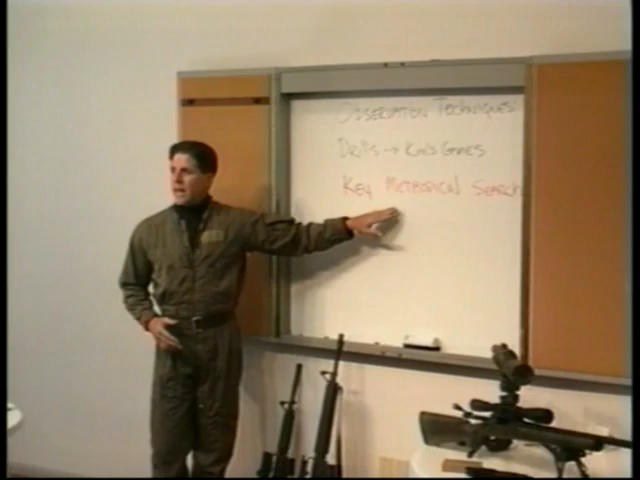 OBSERVATION TECHNIQUES:
DRILLS → KIM'S GAMES
KEY METHODICAL SEARCH